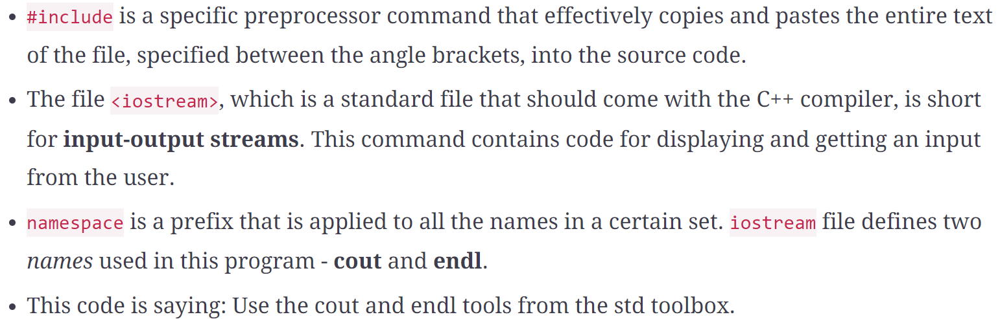 • #include is a specific preprocessor command that effectively copies and pastes the entire text
of the file, specified between the angle brackets, into the source code.
• The file <iostream>, which is a standard file that should come with the C++ compiler, is short
for input-output streams. This command contains code for displaying and getting an input
from the user.
• namespace is a prefix that is applied to all the names in a certain set. iostream file defines two
names used in this program - cout and endl.
• This code is saying: Use the cout and endl tools from the std toolbox.